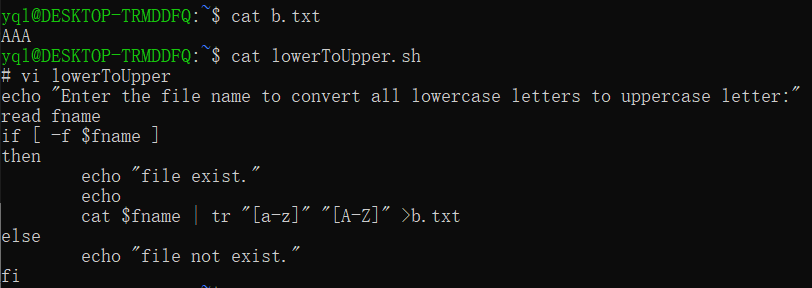 yql@DESKTOP-TRMDDFQ:~$ cat b.txt
AAA
yql@DESKTOP-TRMDDFQ:~$ cat lowerToUpper.sh
# vi lowerToUpper
echo "Enter the file name to convert all lowercase letters to uppercase letter:"
read fname
if [ -f $fname ]
then
        echo "file exist."
        echo
        cat $fname | tr "[a-z]" "[A-Z]" >b.txt
else
        echo "file not exist."
fi